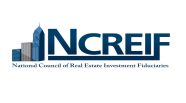 NCREIF
National Council of Real Estate Investment Fiduciaries